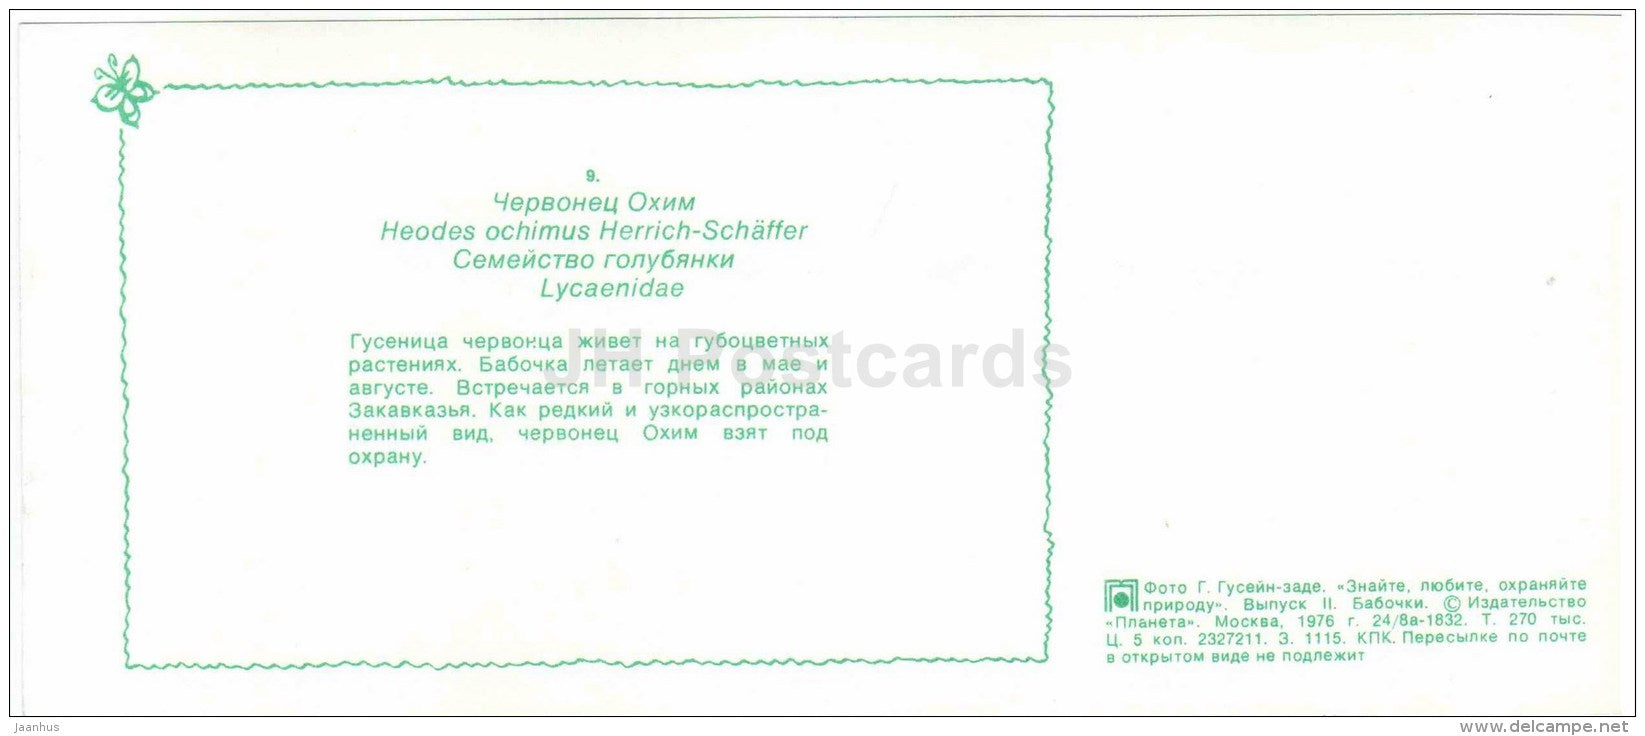 9.
Червонец Охим
Heodes ochimus Herrich-Schäffer
Семейство голубянки
Lycaenidae
Гусеница червонца живет на губоцветных
растениях. Бабочка летает днем в мае и
августе. Встречается в горных районах
Закавказья. Как редкий и узкораспростра-
ненный вид, червонец Охим взят под
охрану.
JH Postcards
Фото Г. Гусейн-заде. «Знайте, любите, охраняйте
природу». Выпуск II. Бабочки. © Издательство
«Планета». Москва, 1976 г. 24/8а-1832. Т. 270 тыс.
Ц. 5 коп. 2327211. З. 1115. КПК. Пересылке по почте
в открытом виде не подлежит
jaanhus
www.delcampe.net